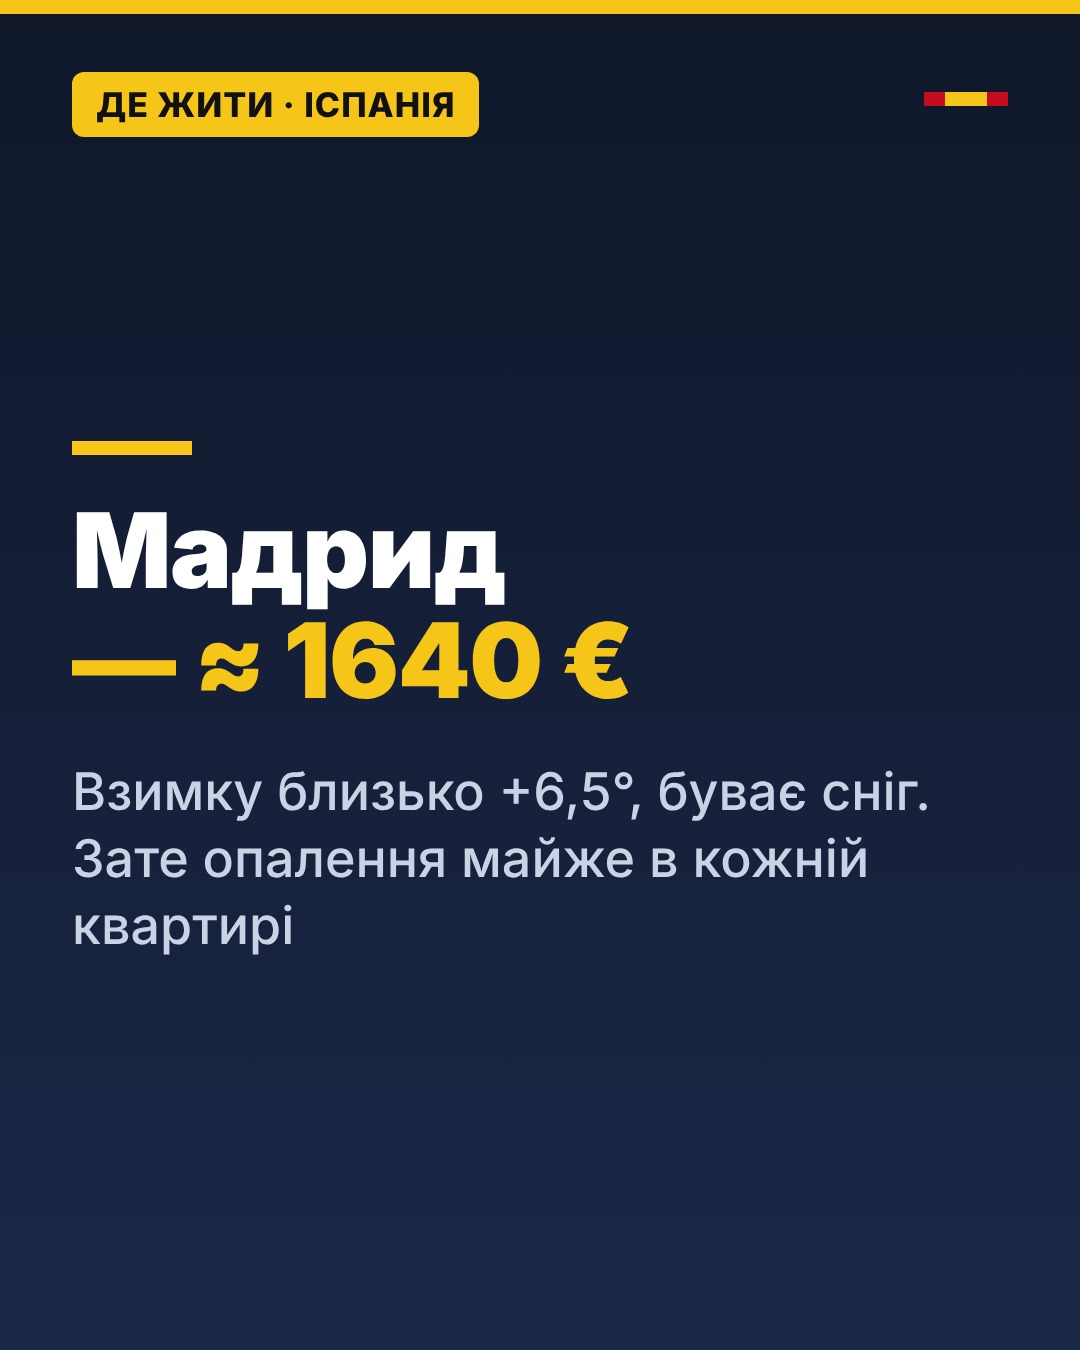 ДЕ ЖИТИ · ІСПАНІЯ
Мадрид
— ≈ 1640 €
Взимку близько +6,5°, буває сніг.
Зате опалення майже в кожній
квартирі